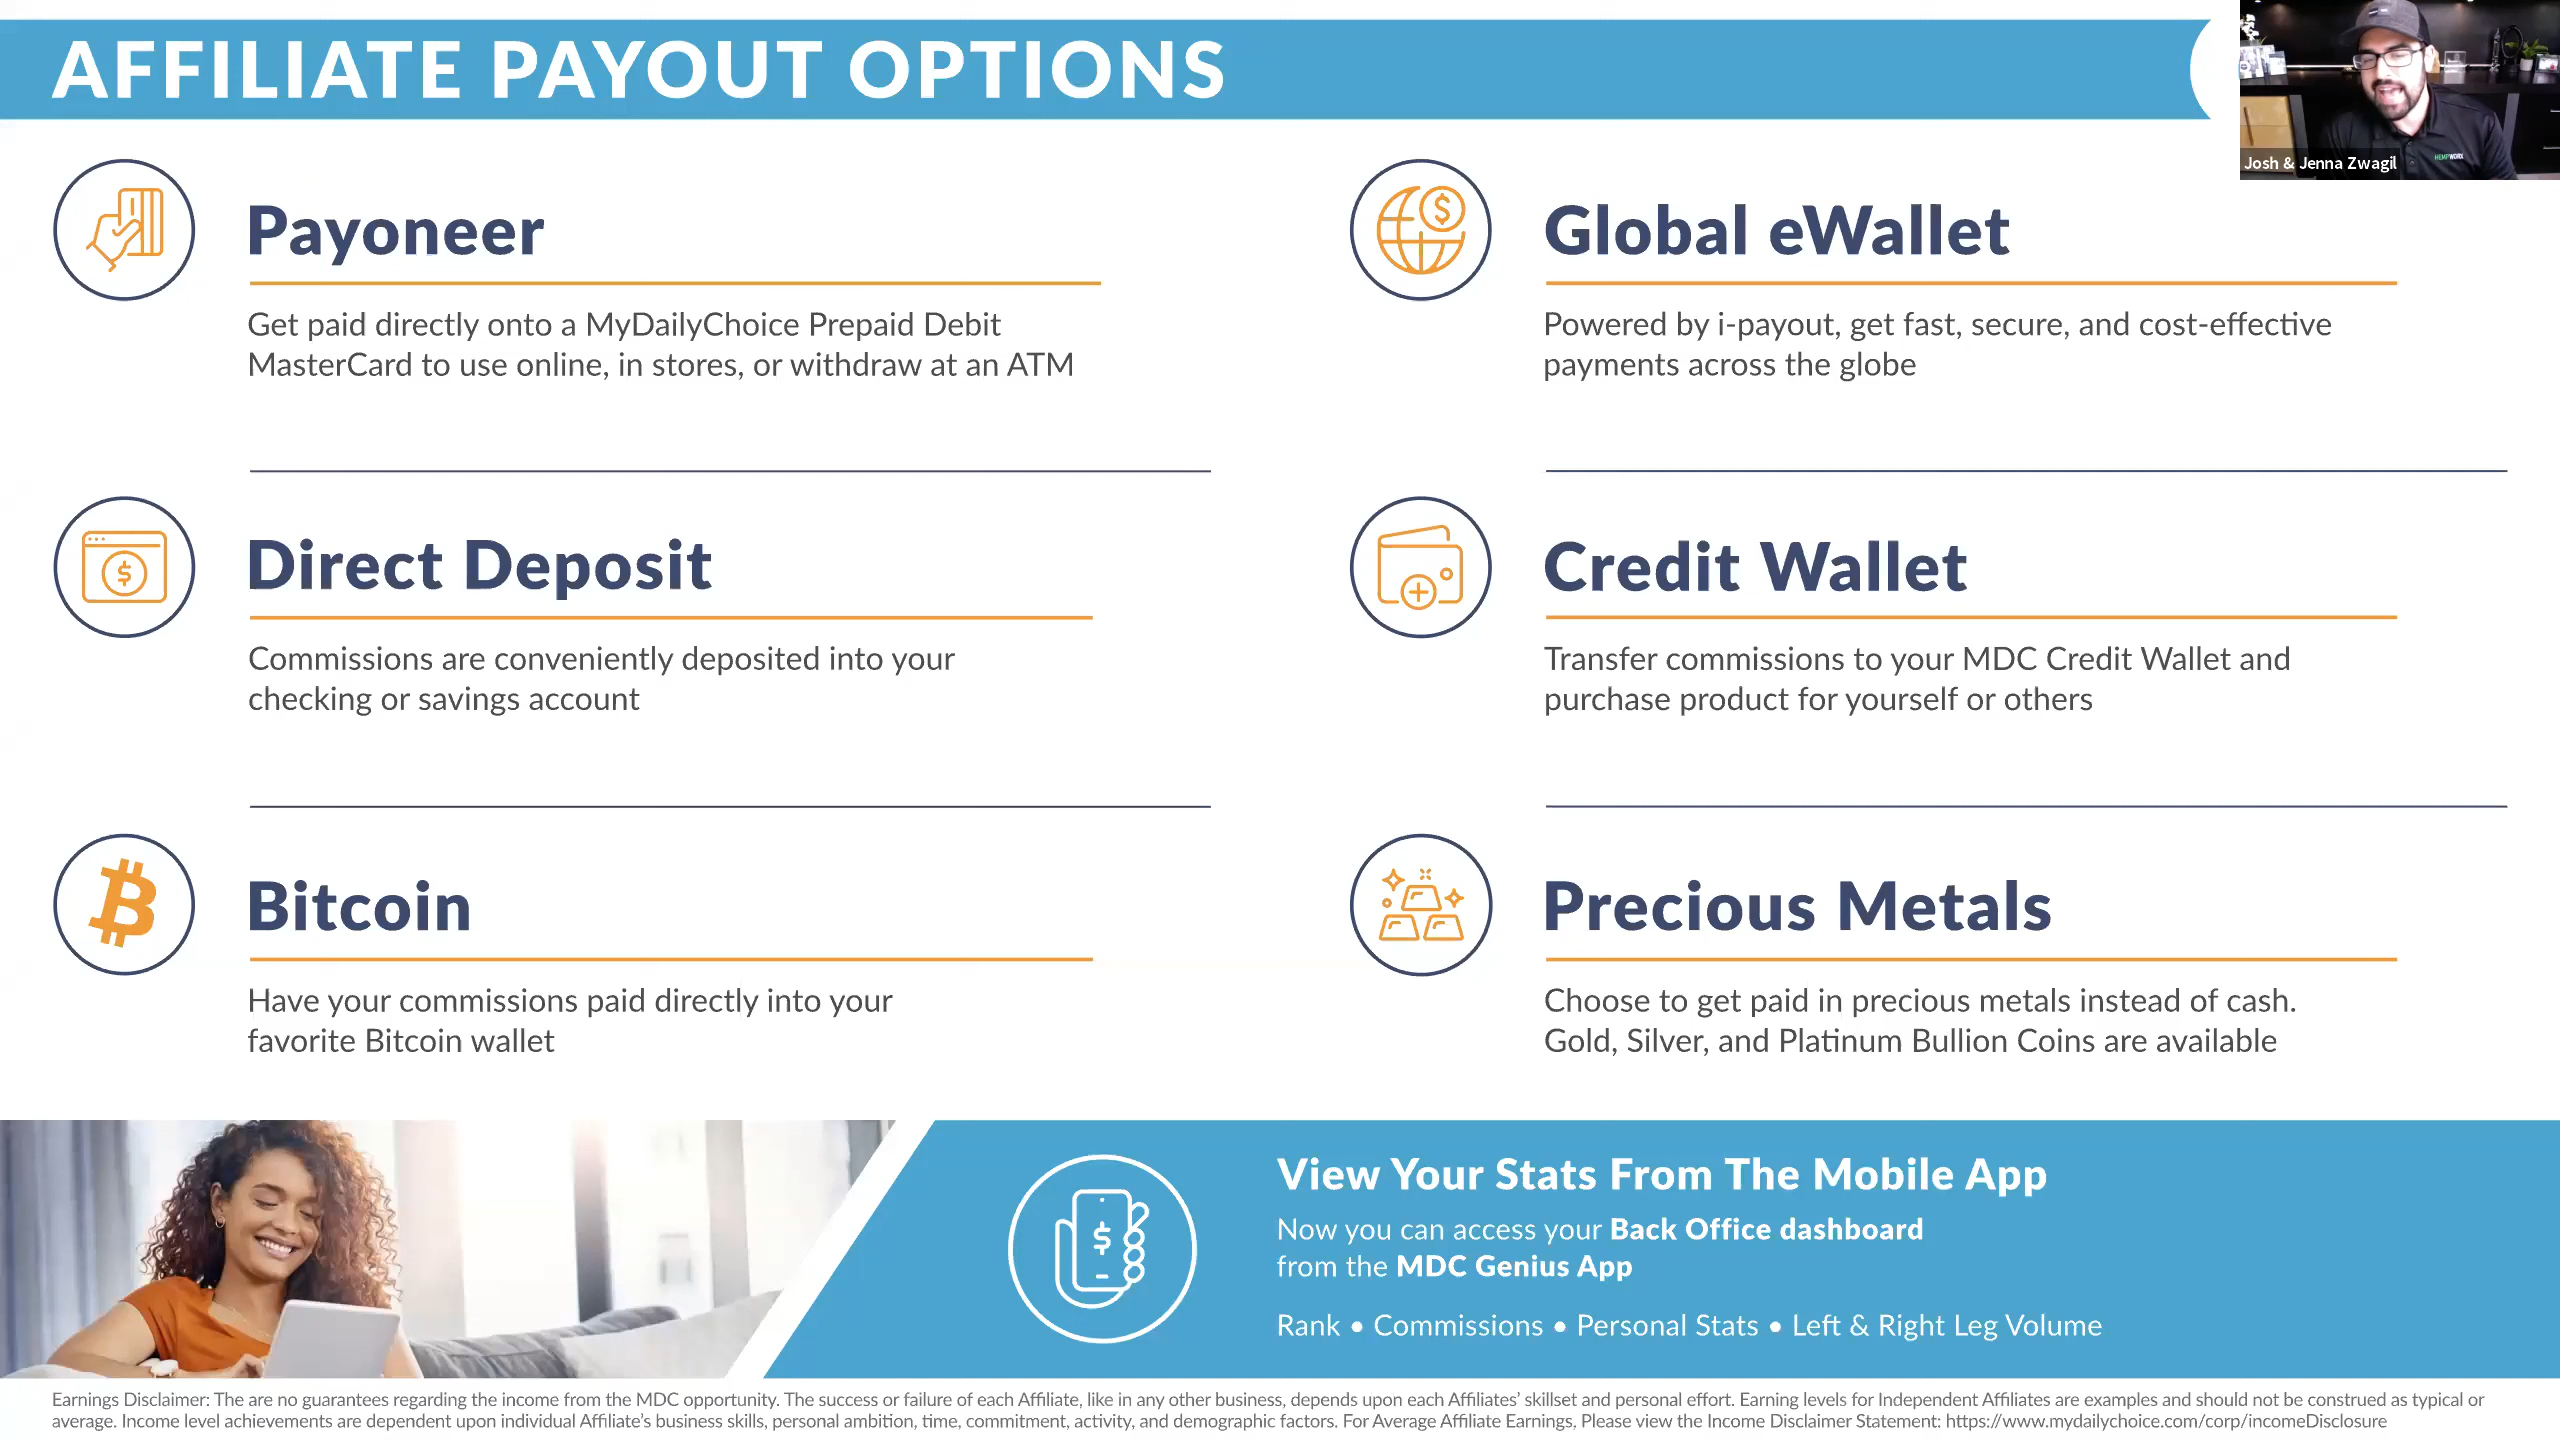 AFFILIATE PAYOUT OPTIONS
Josh & Jenna Zwagil
HEMPWORX
Payoneer
Get paid directly onto a MyDailyChoice Prepaid Debit
MasterCard to use online, in stores, or withdraw at an ATM
Global eWallet
Powered by i-payout, get fast, secure, and cost-effective
payments across the globe
Direct Deposit
Commissions are conveniently deposited into your
checking or savings account
Credit Wallet
Transfer commissions to your MDC Credit Wallet and
purchase product for yourself or others
Bitcoin
Have your commissions paid directly into your
favorite Bitcoin wallet
Precious Metals
Choose to get paid in precious metals instead of cash.
Gold, Silver, and Platinum Bullion Coins are available
View Your Stats From The Mobile App
Now you can access your Back Office dashboard
from the MDC Genius App
Rank • Commissions • Personal Stats • Left & Right Leg Volume
Earnings Disclaimer: The are no guarantees regarding the income from the MDC opportunity. The success or failure of each Affiliate, like in any other business, depends upon each Affiliates' skillset and personal effort. Earning levels for Independent Affiliates are examples and should not be construed as typical or
average. Income level achievements are dependent upon individual Affiliate's business skills, personal ambition, time, commitment, activity, and demographic factors. For Average Affiliate Earnings, Please view the Income Disclaimer Statement: https://www.mydailychoice.com/corp/incomeDisclosure